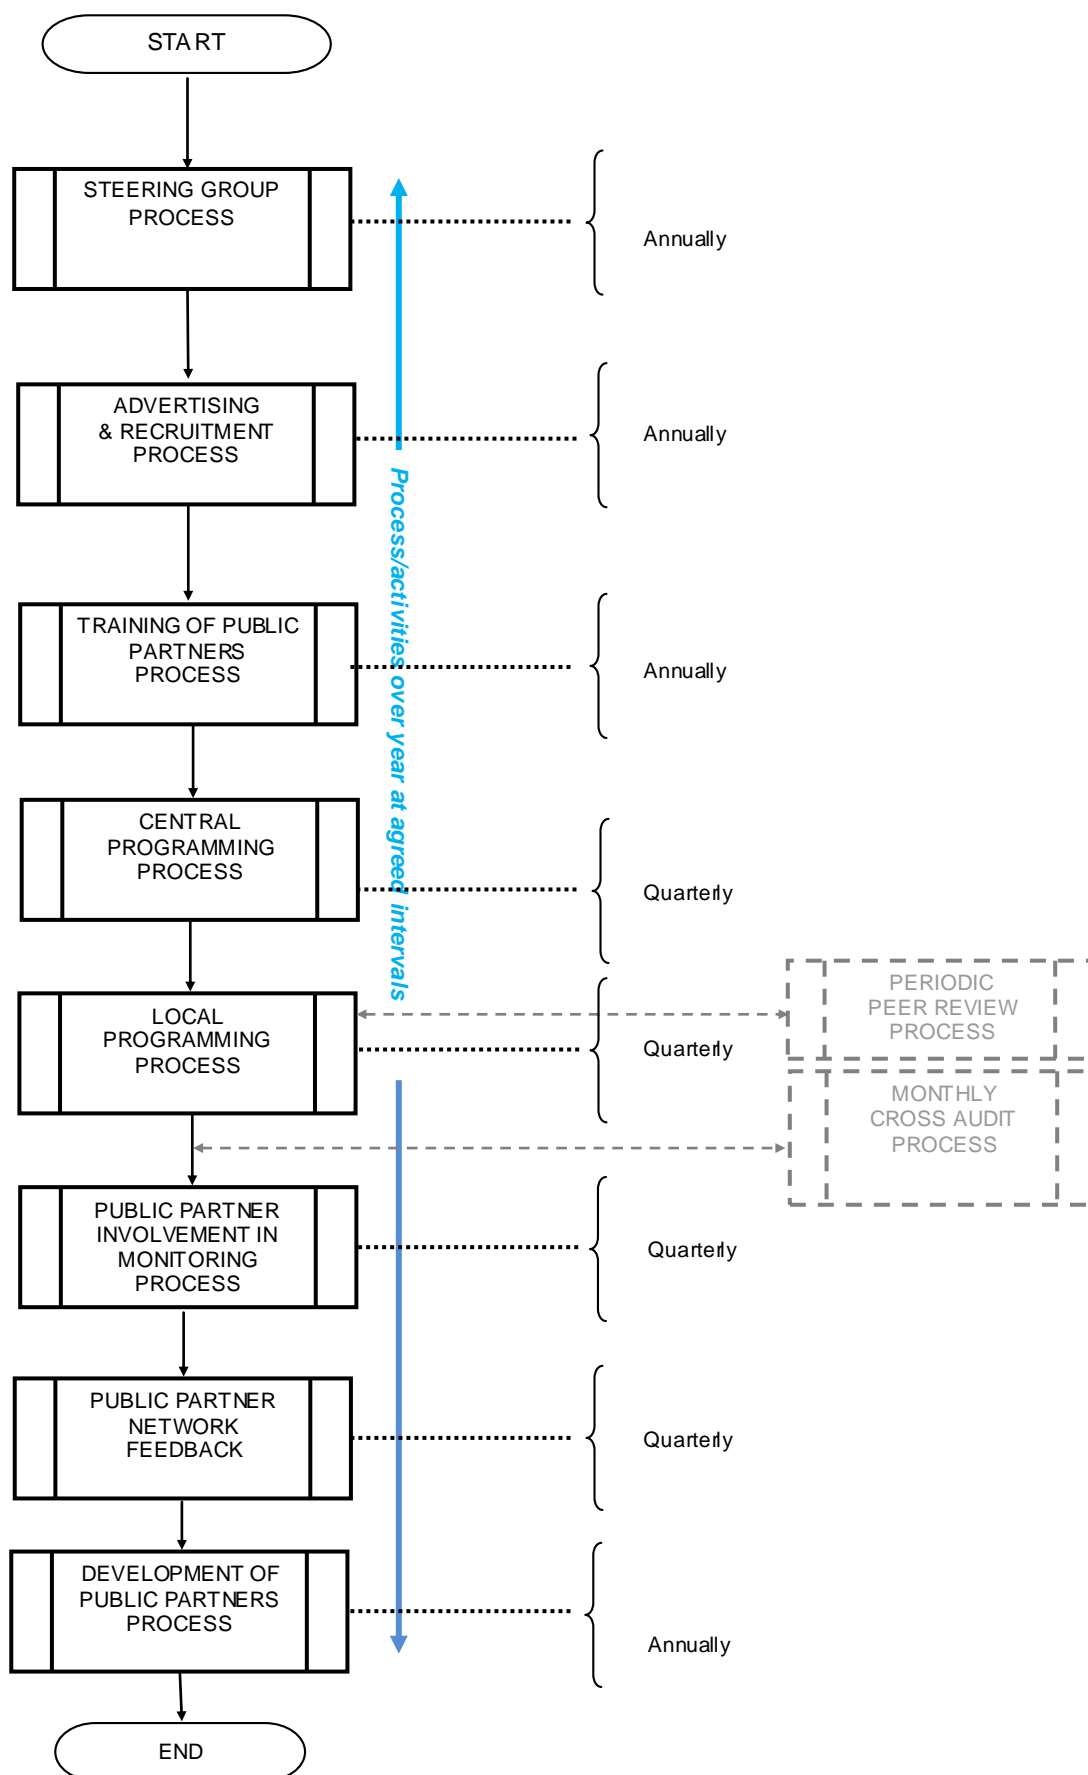 START
STEERING GROUP
PROCESS
Annually
ADVERTISING
& RECRUITMENT
PROCESS
Annually
Process/activities over year at agreed intervals
TRAINING OF PUBLIC
PARTNERS
PROCESS
Annually
CENTRAL
PROGRAMMING
PROCESS
Quarterly
LOCAL
PROGRAMMING
PROCESS
Quarterly
PERIODIC
PEER REVIEW
PROCESS
MONTHLY
CROSS AUDIT
PROCESS
PUBLIC PARTNER
INVOLVEMENT IN
MONITORING
PROCESS
Quarterly
PUBLIC PARTNER
NETWORK
FEEDBACK
Quarterly
DEVELOPMENT OF
PUBLIC PARTNERS
PROCESS
Annually
END